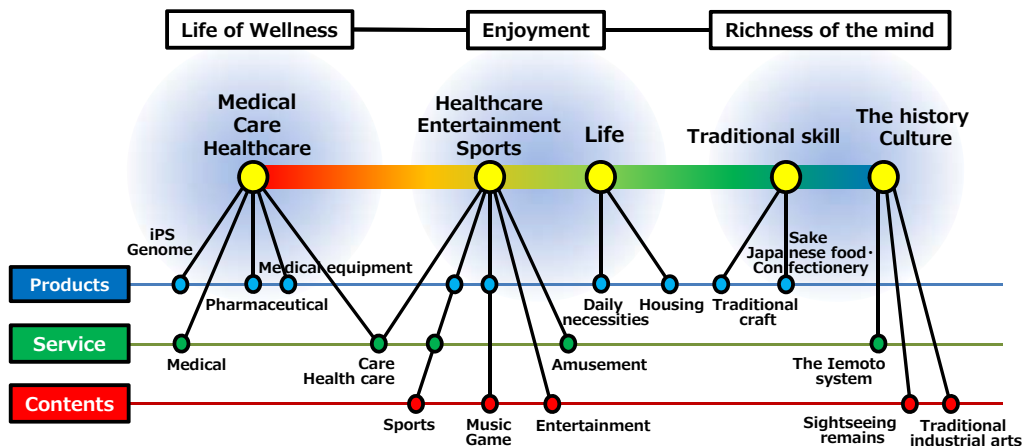 Life of Wellness
Enjoyment
Richness of the mind
Medical
Care
Healthcare
Healthcare
Entertainment
Sports
Life
Traditional skill
The history
Culture
iPS
Genome
Medical equipment
Sake
Japanese food・
Confectionery
Products
Pharmaceutical
Daily
necessities
Housing
Traditional
craft
Service
Medical
Care
Health care
Amusement
The Iemoto
system
Contents
Sports
Music
Game
Entertainment
Sightseeing
remains
Traditional
industrial arts